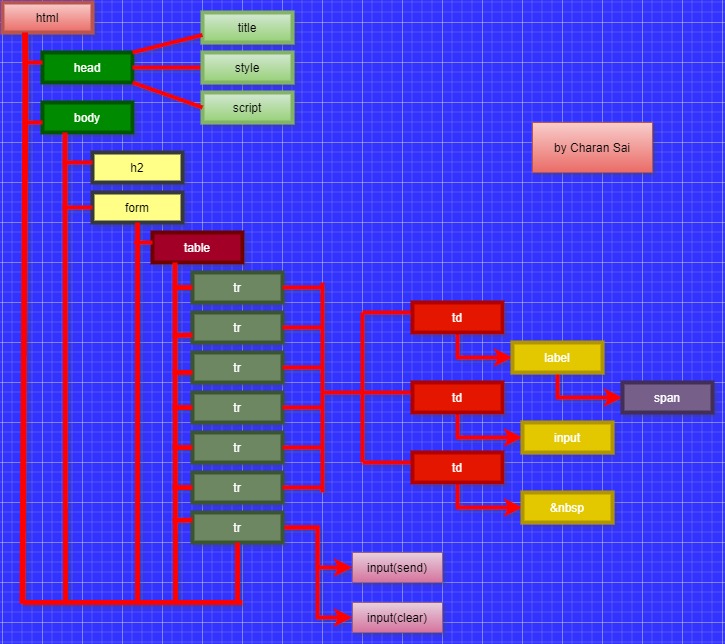 html
title
head
style
script
body
by Charan Sai
h2
form
table
tr
tr
td
label
tr
td
span
tr
input
tr
td
tr
&nbsp
tr
input(send)
input(clear)